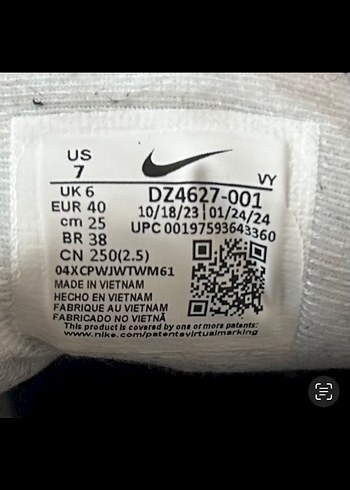 US
7
VY
UK 6
EUR 40
cm 25
BR 38
CN 250(2.5)
DZ4627-001
10/18/23 | 01/24/24
UPC 00197593643360
04XCPWJWTWM61
MADE IN VIETNAM
HECHO EN VIETNAM
FABRIQUE AU VIETNAM
FABRICADO NO VIETNÃ
This product is covered by one or more patents:
www.nike.com/patentsvirtualmarking